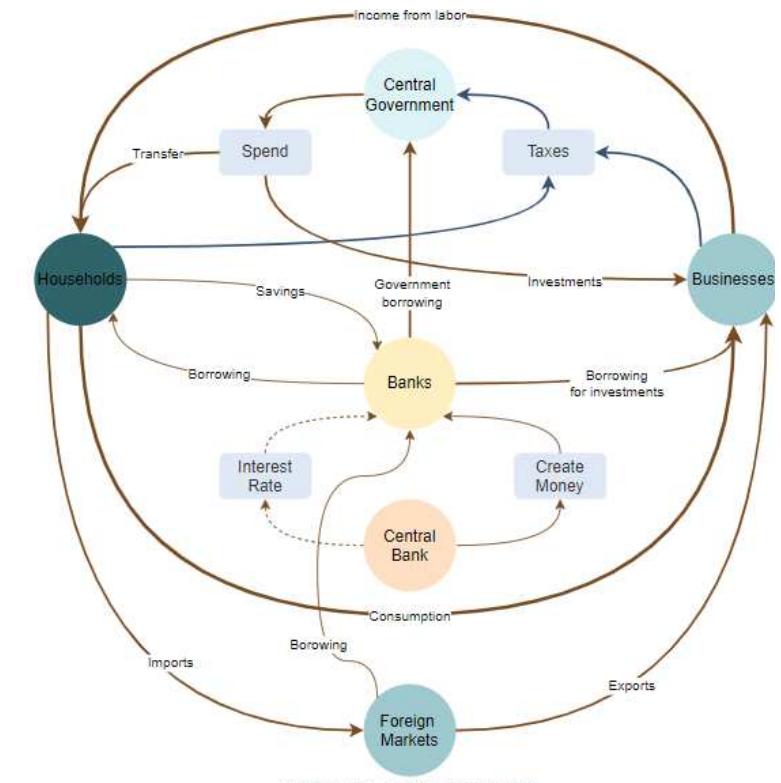 Income from labor
Central
Government
Transfer
Spend
Taxes
Households
Savings
Government
borrowing
Investments
Businesses
Borrowing
Banks
Borrowing
for investments
Interest
Rate
Create
Money
Central
Bank
Consumption
Borowing
Imports
Exports
Foreign
Markets